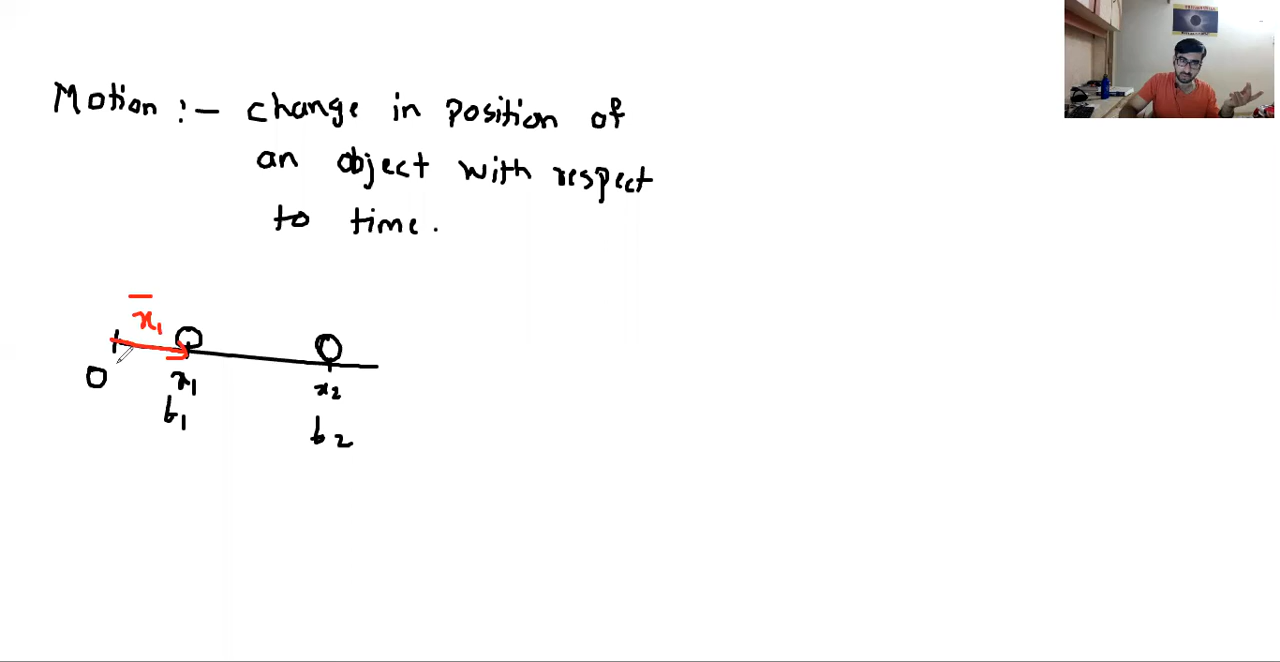 Motion :- change in position of
an object with respect
to time.
x̅₁
O x₁ x₂
t₁ t₂